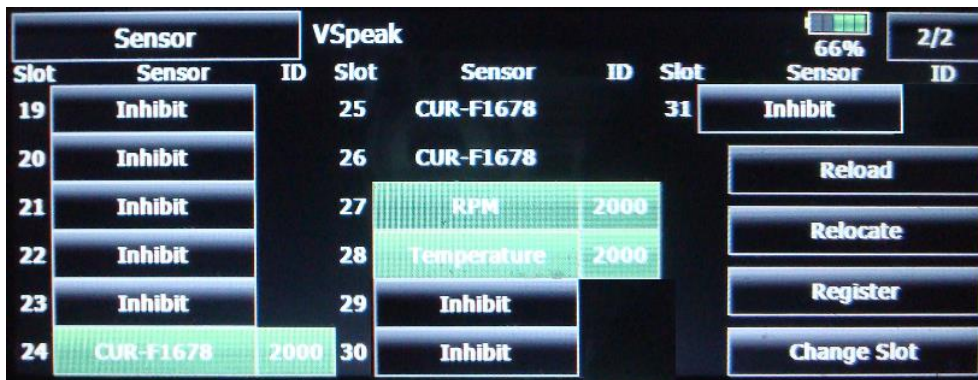 Sensor VSpeak 66% 2/2
Slot Sensor ID Slot Sensor ID Slot Sensor ID
19 Inhibit 25 CUR-F1678 31 Inhibit
20 Inhibit 26 CUR-F1678 Reload
21 Inhibit 27 RPM 2000 Relocate
22 Inhibit 28 Temperature 2000
23 Inhibit 29 Inhibit Register
24 CUR-F1678 2000 30 Inhibit Change Slot